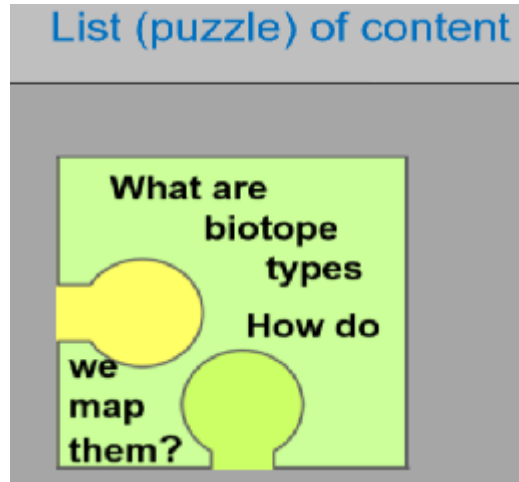 List (puzzle) of content
What are
biotope
types
How do
we
map
them?